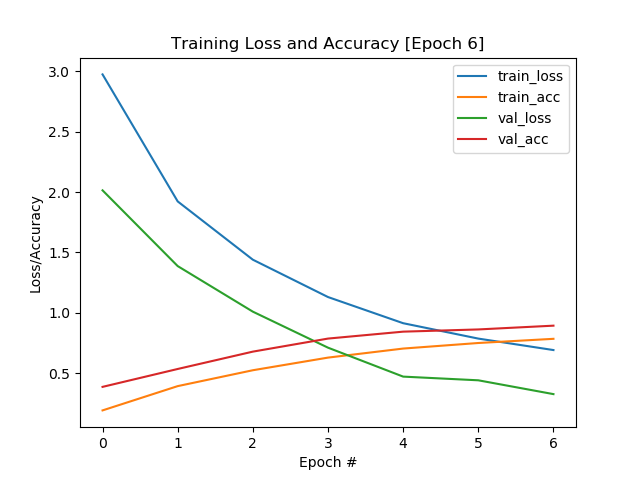 Training Loss and Accuracy [Epoch 6]
train_loss
train_acc
val_loss
val_acc
3.0
2.5
2.0
1.5
1.0
0.5
Loss/Accuracy
0 1 2 3 4 5 6
Epoch #